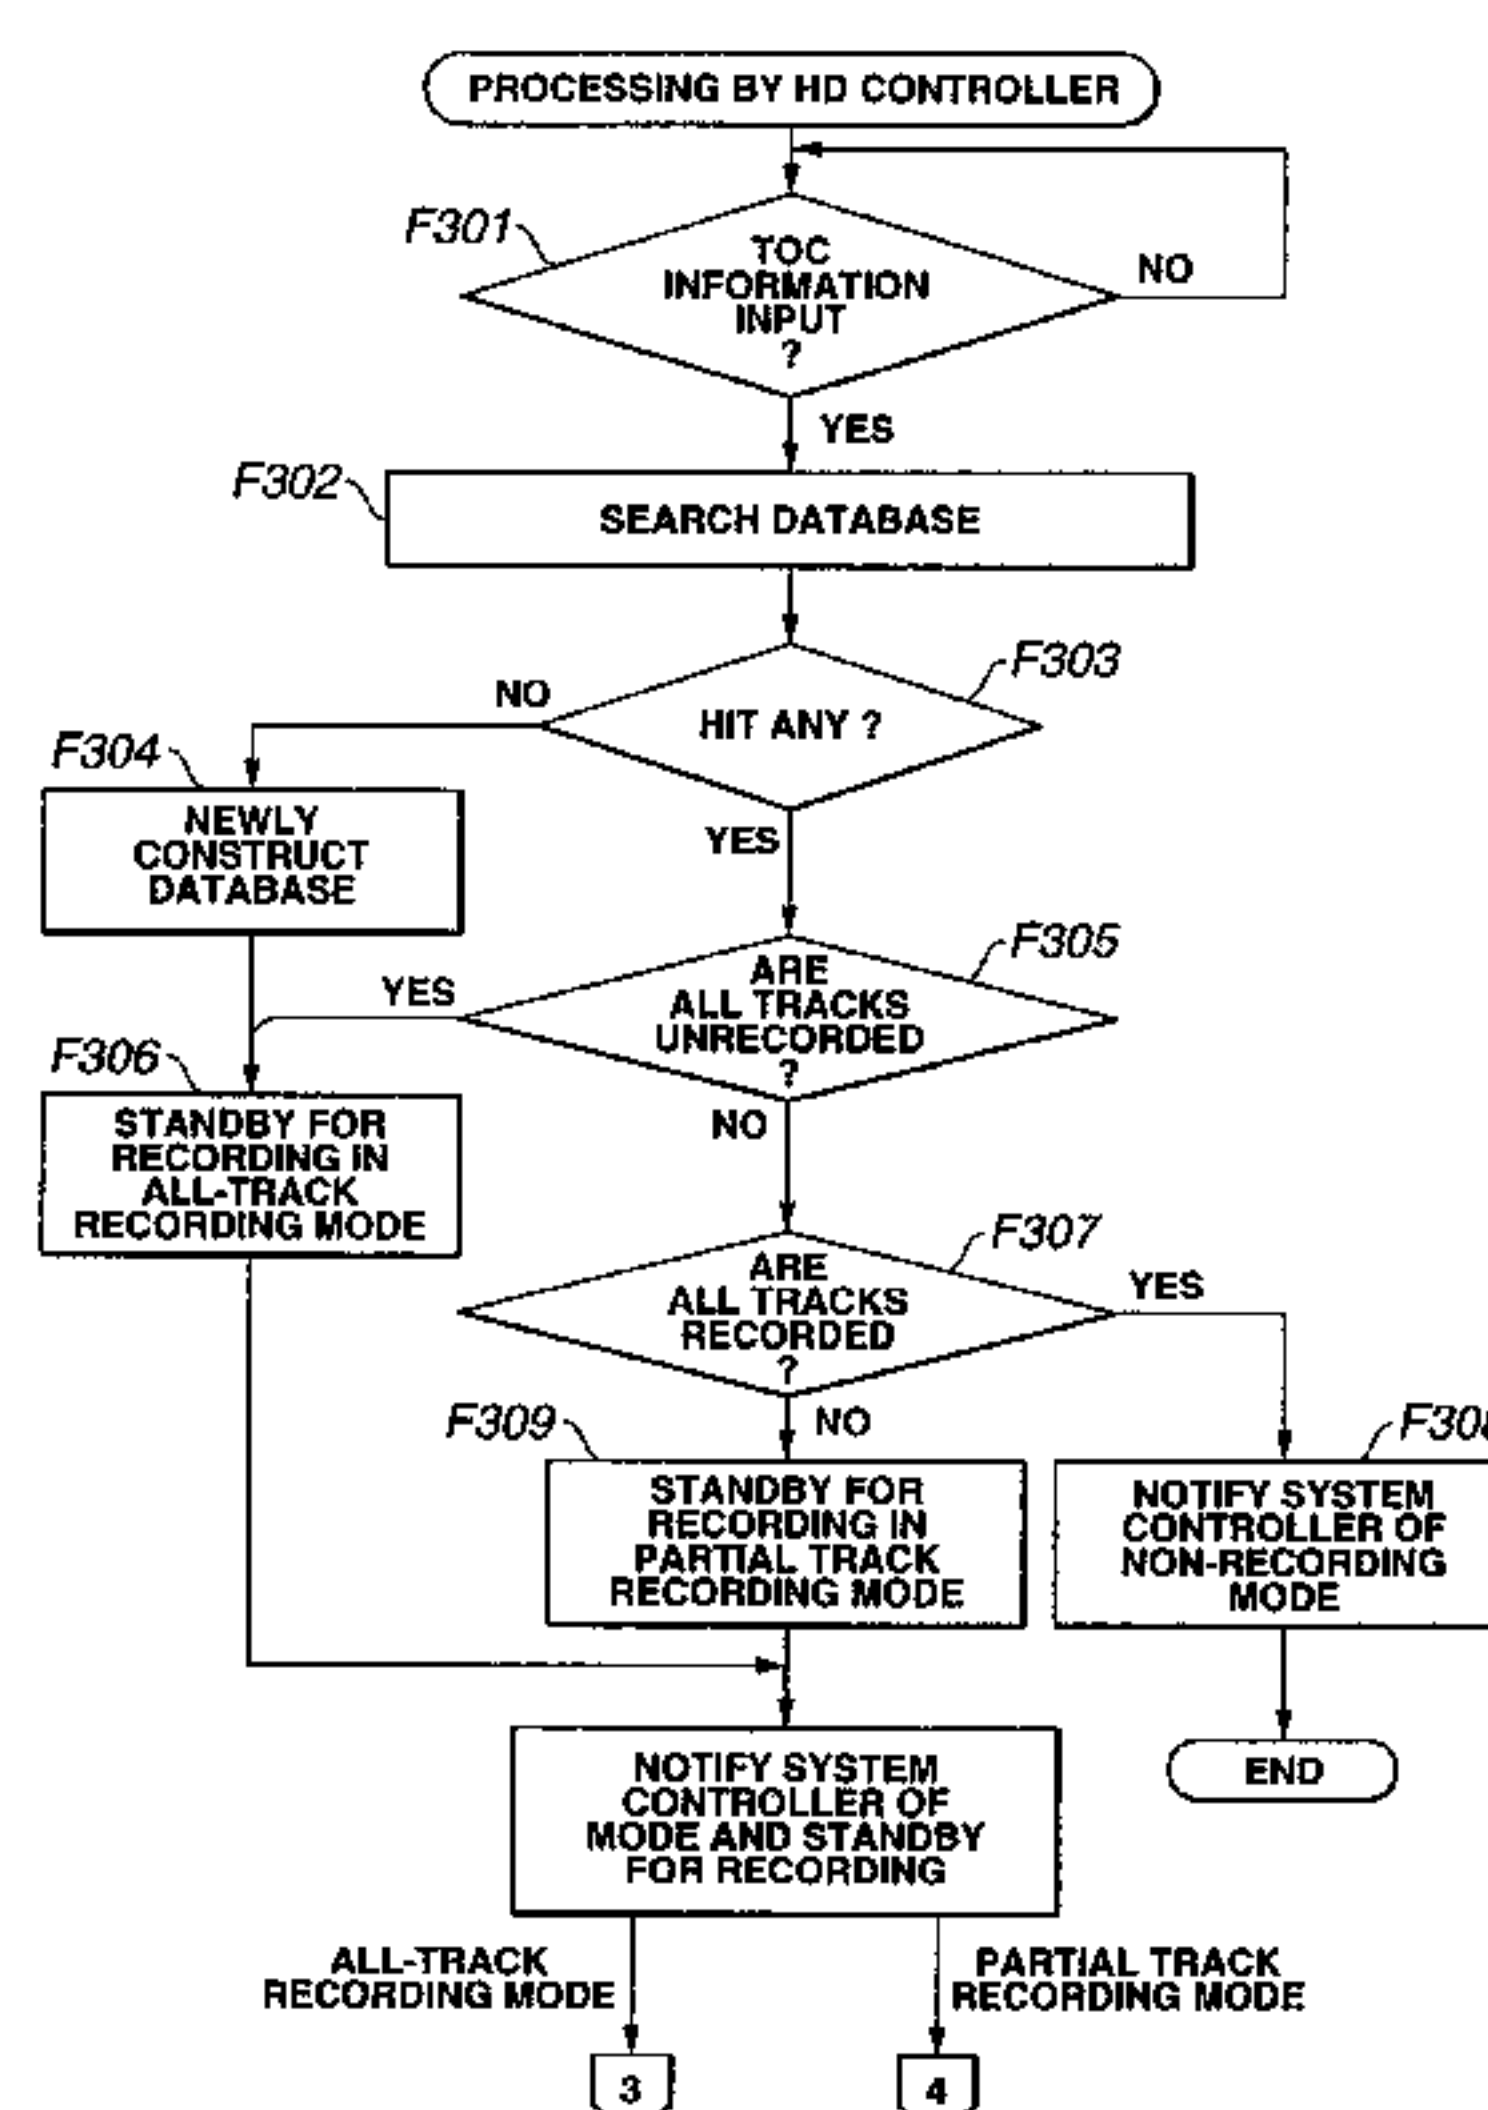 PROCESSING BY HD CONTROLLER
F301
TOC
INFORMATION
INPUT
?
NO
YES
F302
SEARCH DATABASE
F303
NO
HIT ANY ?
F304
NEWLY
CONSTRUCT
DATABASE
YES
F305
ARE
ALL TRACKS
UNRECORDED
?
YES
F306
STANDBY FOR
RECORDING IN
ALL-TRACK
RECORDING MODE
NO
F307
ARE
ALL TRACKS
RECORDED
?
YES
F309
NO
STANDBY FOR
RECORDING IN
PARTIAL TRACK
RECORDING MODE
F308
NOTIFY SYSTEM
CONTROLLER OF
NON-RECORDING
MODE
NOTIFY SYSTEM
CONTROLLER OF
MODE AND STANDBY
FOR RECORDING
END
ALL-TRACK
RECORDING MODE
PARTIAL TRACK
RECORDING MODE
3
4